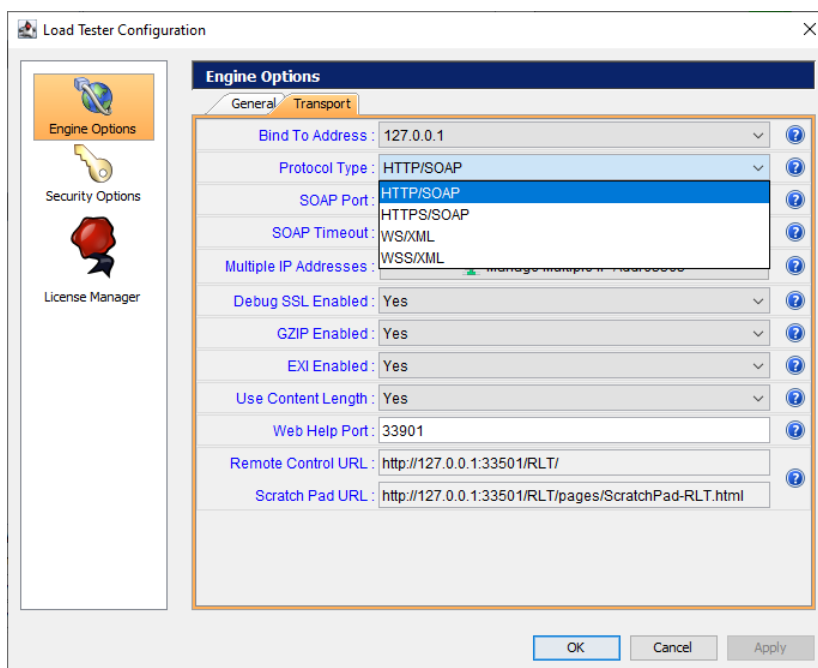 Load Tester Configuration
Engine Options
Security Options
License Manager
Engine Options
General Transport
Bind To Address : 127.0.0.1
Protocol Type : HTTP/SOAP
HTTP/SOAP
HTTPS/SOAP
WS/XML
WSS/XML
SOAP Port :
SOAP Timeout :
Multiple IP Addresses : Manage Multiple IP Addresses
Debug SSL Enabled : Yes
GZIP Enabled : Yes
EXI Enabled : Yes
Use Content Length : Yes
Web Help Port : 33901
Remote Control URL : http://127.0.0.1:33501/RLT/
Scratch Pad URL : http://127.0.0.1:33501/RLT/pages/ScratchPad-RLT.html
OK Cancel Apply